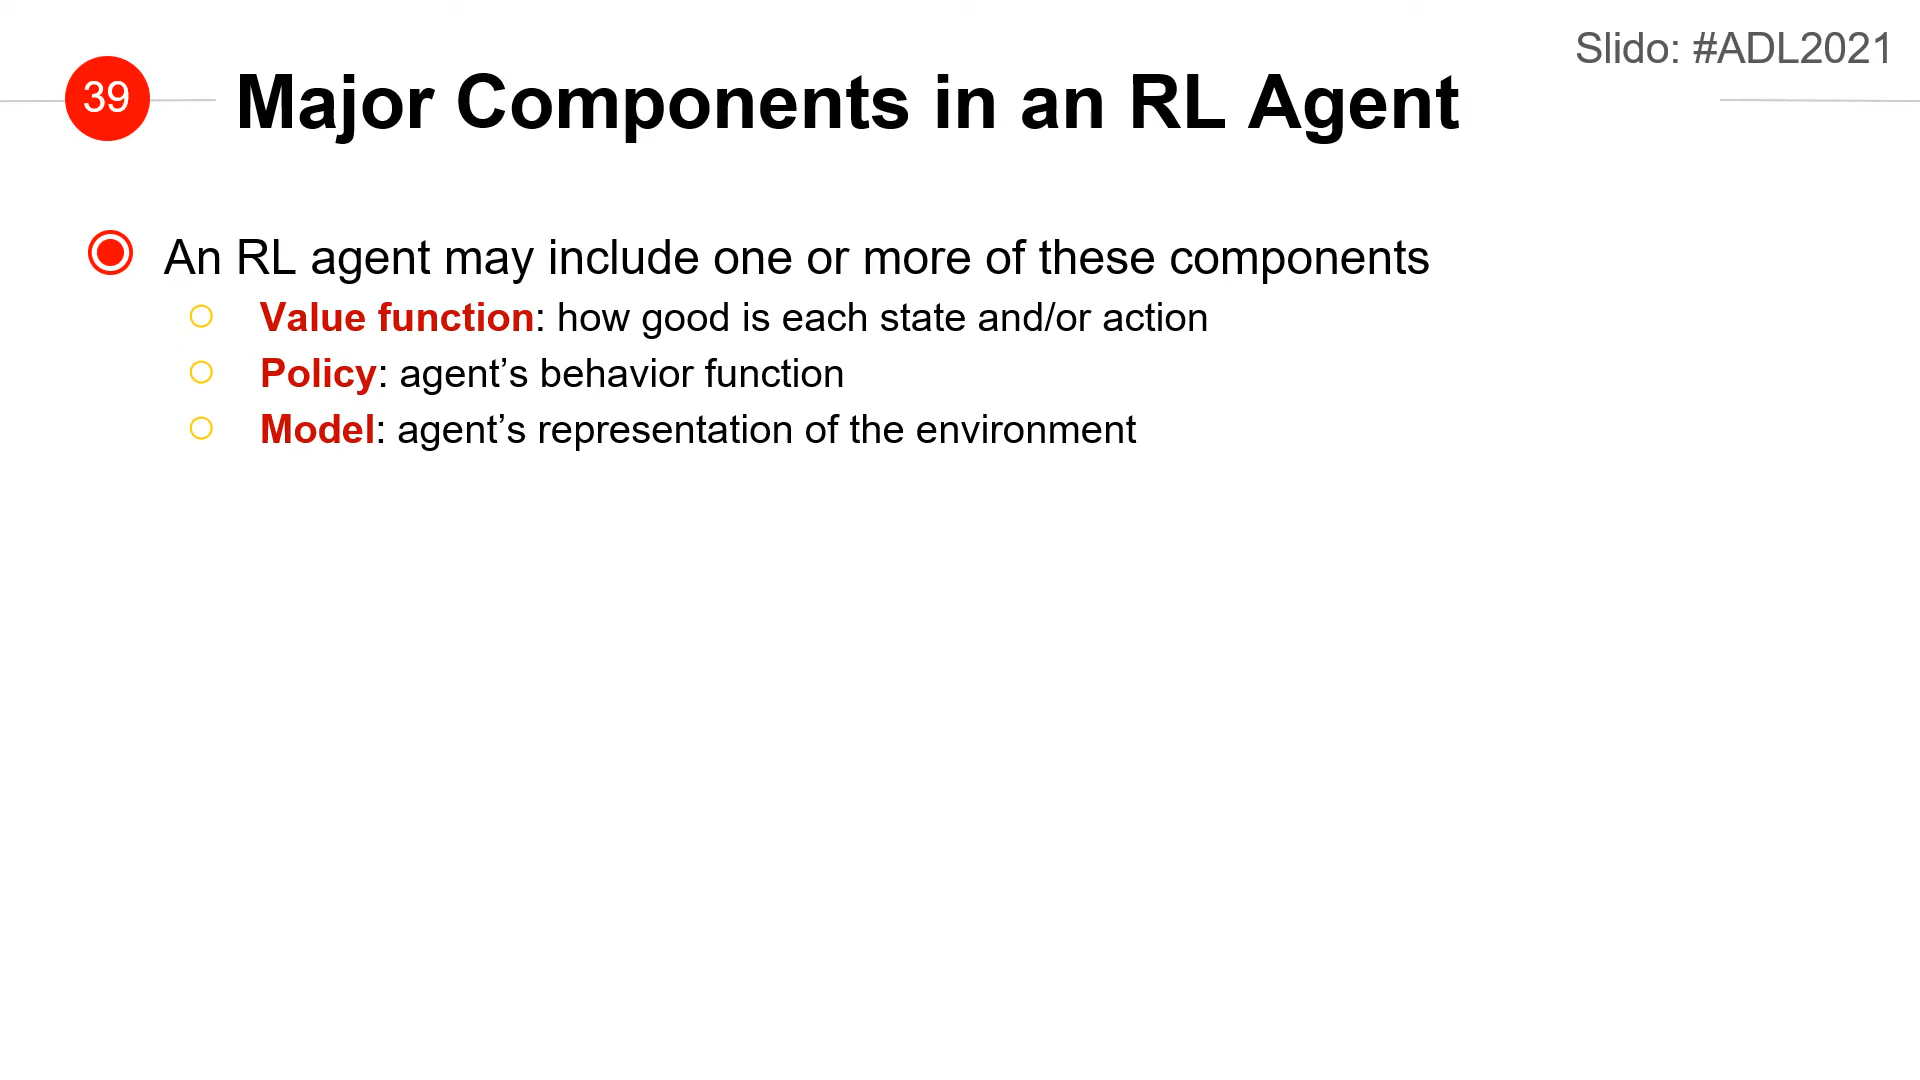 Slido: #ADL2021
39
Major Components in an RL Agent
An RL agent may include one or more of these components
Value function: how good is each state and/or action
Policy: agent’s behavior function
Model: agent’s representation of the environment